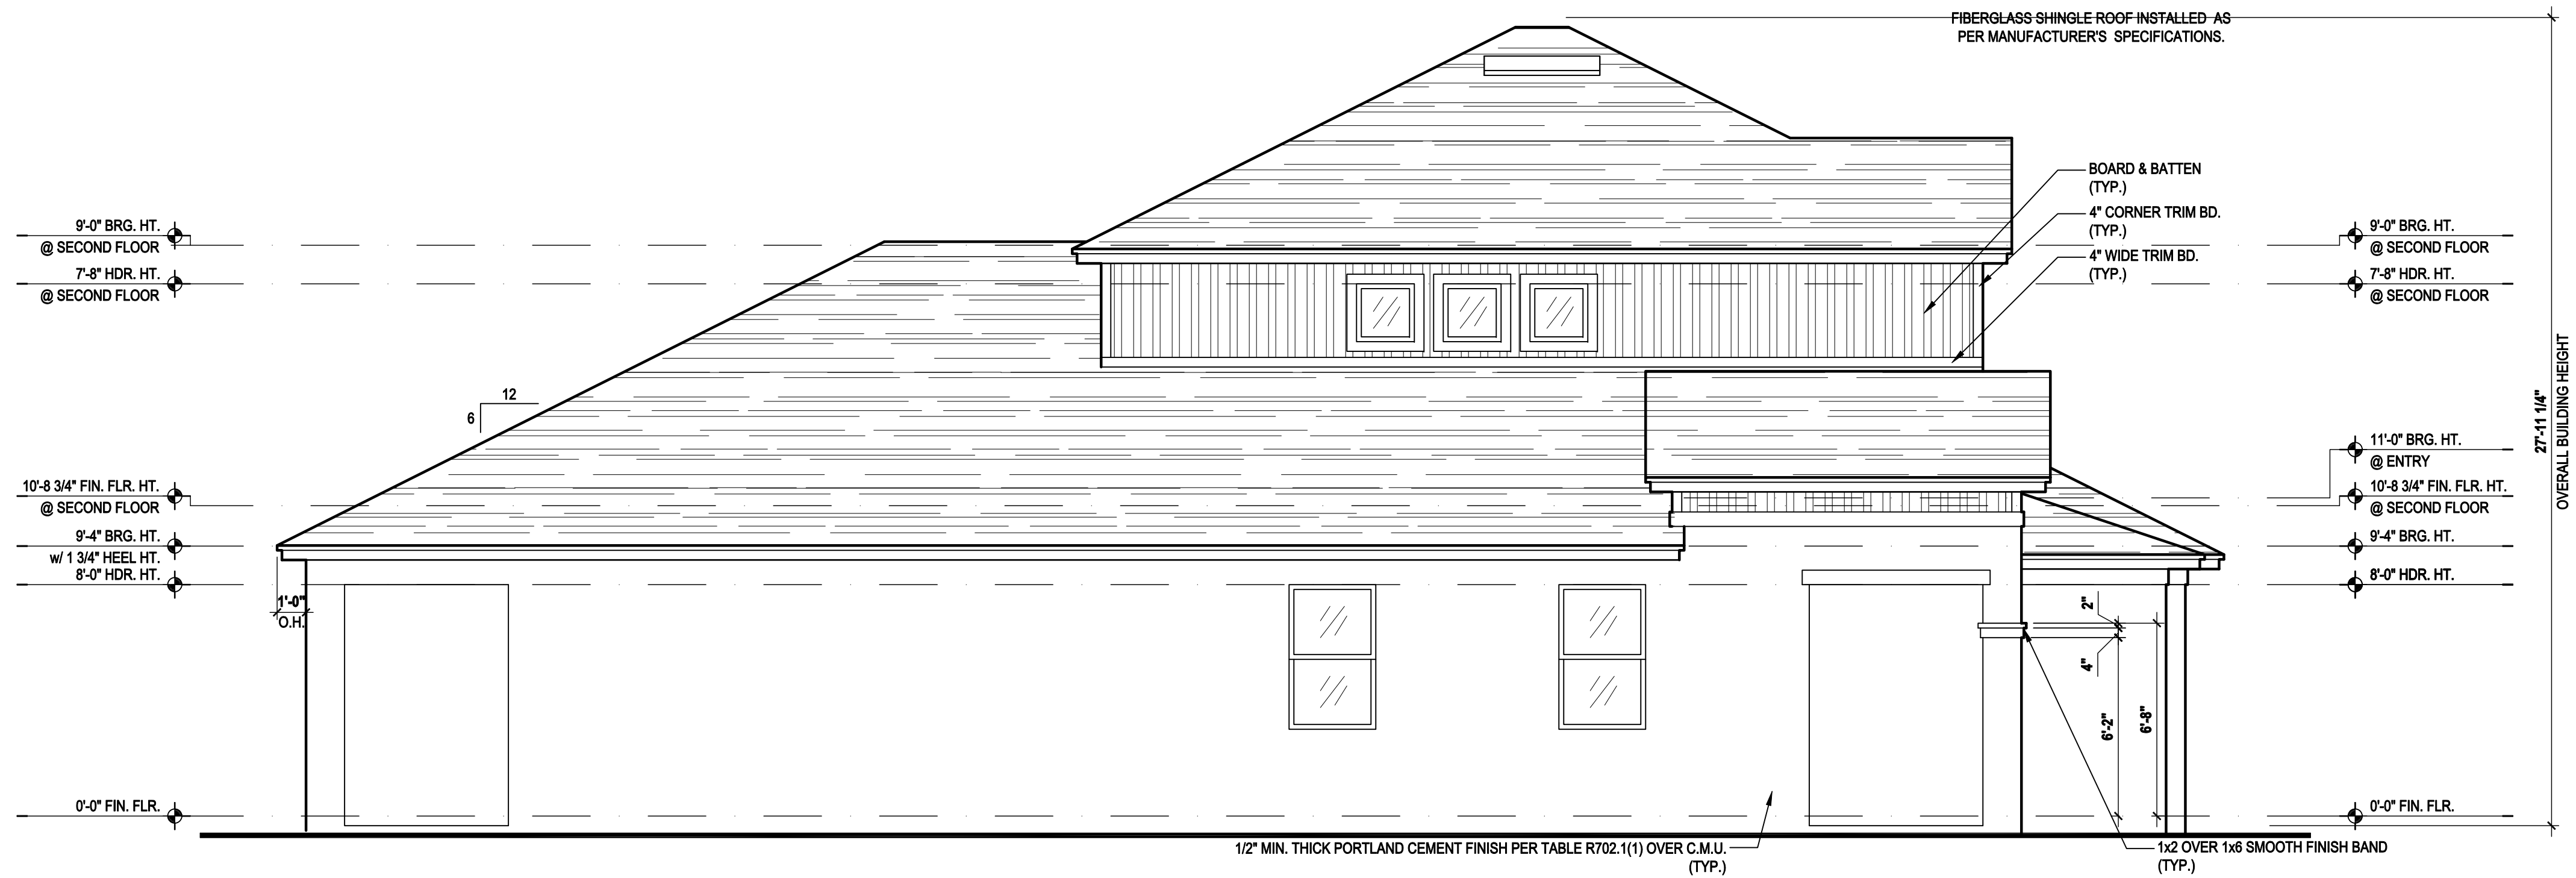 FIBERGLASS SHINGLE ROOF INSTALLED AS
PER MANUFACTURER'S SPECIFICATIONS.
BOARD & BATTEN
(TYP.)
4" CORNER TRIM BD.
(TYP.)
4" WIDE TRIM BD.
(TYP.)
9'-0" BRG. HT.
@ SECOND FLOOR
7'-8" HDR. HT.
@ SECOND FLOOR
12
6
10'-8 3/4" FIN. FLR. HT.
@ SECOND FLOOR
9'-4" BRG. HT.
w/ 1 3/4" HEEL HT.
8'-0" HDR. HT.
1'-0"
O.H.
0'-0" FIN. FLR.
9'-0" BRG. HT.
@ SECOND FLOOR
7'-8" HDR. HT.
@ SECOND FLOOR
11'-0" BRG. HT.
@ ENTRY
10'-8 3/4" FIN. FLR. HT.
@ SECOND FLOOR
9'-4" BRG. HT.
8'-0" HDR. HT.
0'-0" FIN. FLR.
27'-11 1/4"
OVERALL BUILDING HEIGHT
2"
4"
6'-2"
6'-8"
1/2" MIN. THICK PORTLAND CEMENT FINISH PER TABLE R702.1(1) OVER C.M.U.
(TYP.)
1x2 OVER 1x6 SMOOTH FINISH BAND
(TYP.)